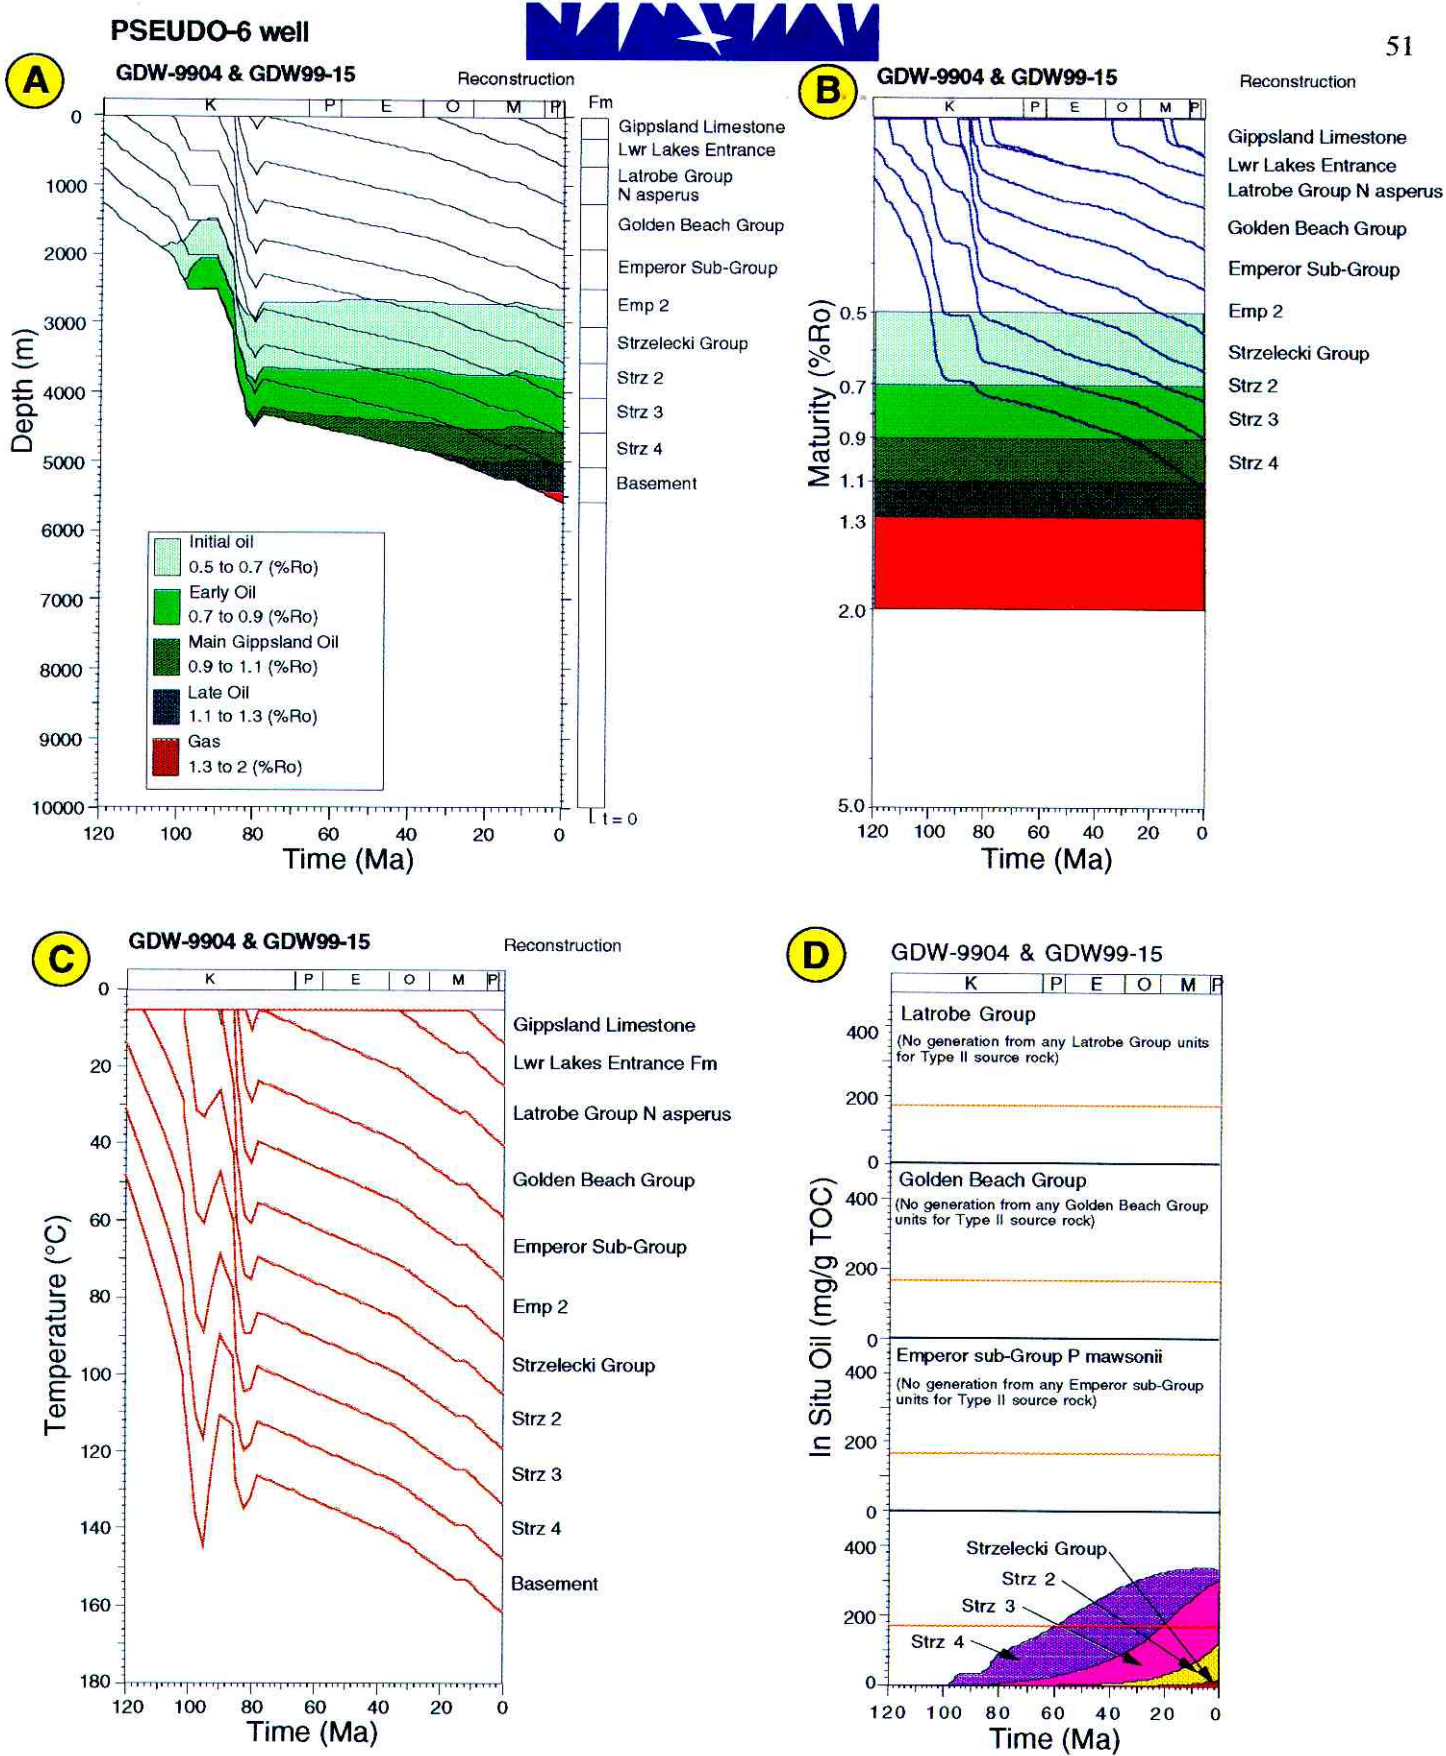 PSEUDO-6 well
51
A
GDW-9904 & GDW99-15
Reconstruction
K P E O M P
Fm
0
1000
2000
3000
4000
5000
6000
7000
8000
9000
10000
Depth (m)
Gippsland Limestone
Lwr Lakes Entrance
Latrobe Group
N asperus
Golden Beach Group
Emperor Sub-Group
Emp 2
Strzelecki Group
Strz 2
Strz 3
Strz 4
Basement
Initial oil
0.5 to 0.7 (%Ro)
Early Oil
0.7 to 0.9 (%Ro)
Main Gippsland Oil
0.9 to 1.1 (%Ro)
Late Oil
1.1 to 1.3 (%Ro)
Gas
1.3 to 2 (%Ro)
t = 0
120 100 80 60 40 20 0
Time (Ma)
B
GDW-9904 & GDW99-15
Reconstruction
K P E O M P
Gippsland Limestone
Lwr Lakes Entrance
Latrobe Group N asperus
Golden Beach Group
Emperor Sub-Group
Emp 2
Strzelecki Group
Strz 2
Strz 3
Strz 4
Maturity (%Ro)
0.5
0.7
0.9
1.1
1.3
2.0
5.0
120 100 80 60 40 20 0
Time (Ma)
C
GDW-9904 & GDW99-15
Reconstruction
K P E O M P
0
20
40
60
80
100
120
140
160
180
Temperature (°C)
Gippsland Limestone
Lwr Lakes Entrance Fm
Latrobe Group N asperus
Golden Beach Group
Emperor Sub-Group
Emp 2
Strzelecki Group
Strz 2
Strz 3
Strz 4
Basement
120 100 80 60 40 20 0
Time (Ma)
D
GDW-9904 & GDW99-15
K P E O M P
In Situ Oil (mg/g TOC)
Latrobe Group
(No generation from any Latrobe Group units
for Type II source rock)
400
200
0
Golden Beach Group
(No generation from any Golden Beach Group
units for Type II source rock)
400
200
0
Emperor sub-Group P mawsonii
(No generation from any Emperor sub-Group
units for Type II source rock)
400
200
0
Strzelecki Group
Strz 2
Strz 3
Strz 4
400
200
0
120 100 80 60 40 20 0
Time (Ma)